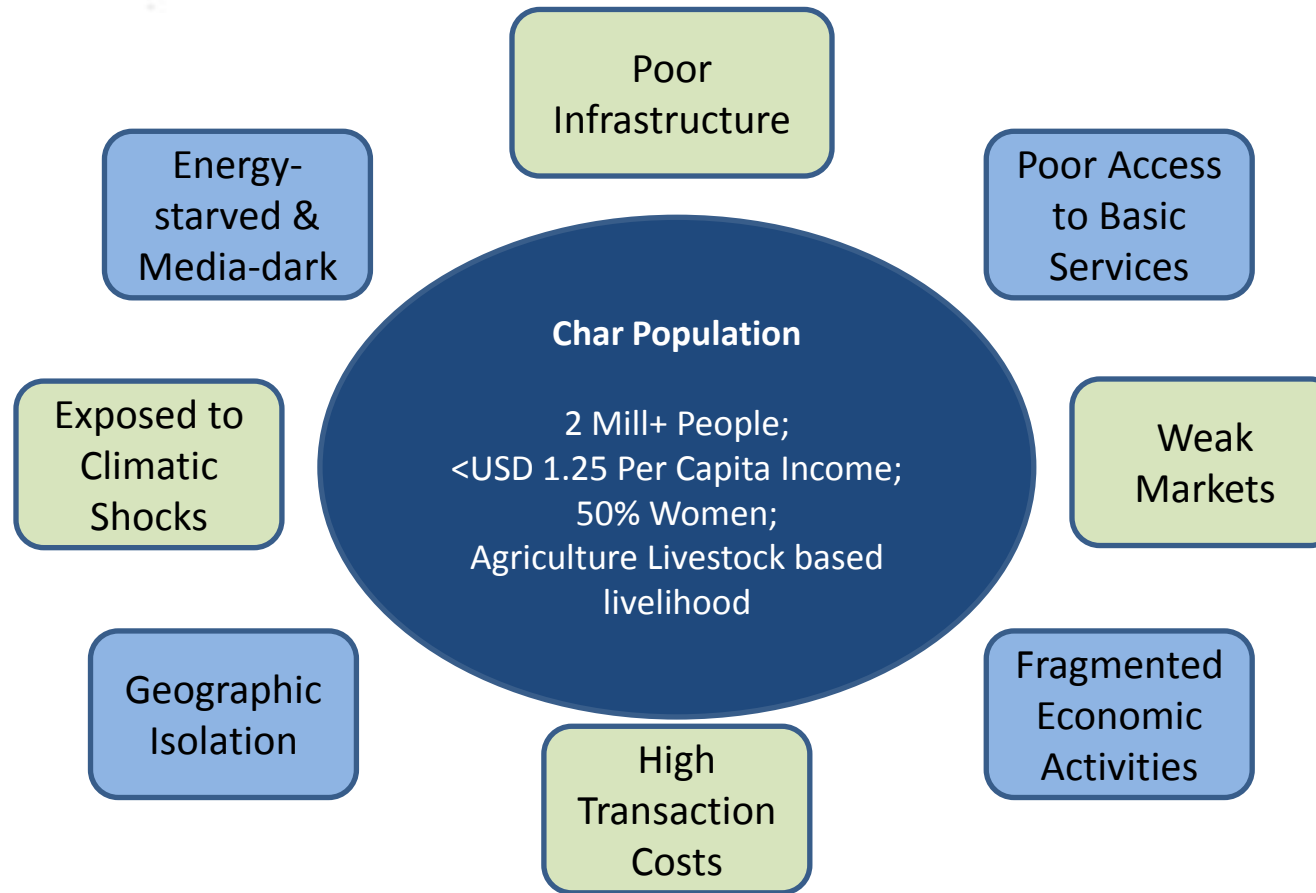 Poor
Infrastructure
Energy-
starved &
Media-dark
Poor Access
to Basic
Services
Char Population
2 Mill+ People;
<USD 1.25 Per Capita Income;
50% Women;
Agriculture Livestock based
livelihood
Exposed to
Climatic
Shocks
Weak
Markets
Geographic
Isolation
Fragmented
Economic
Activities
High
Transaction
Costs